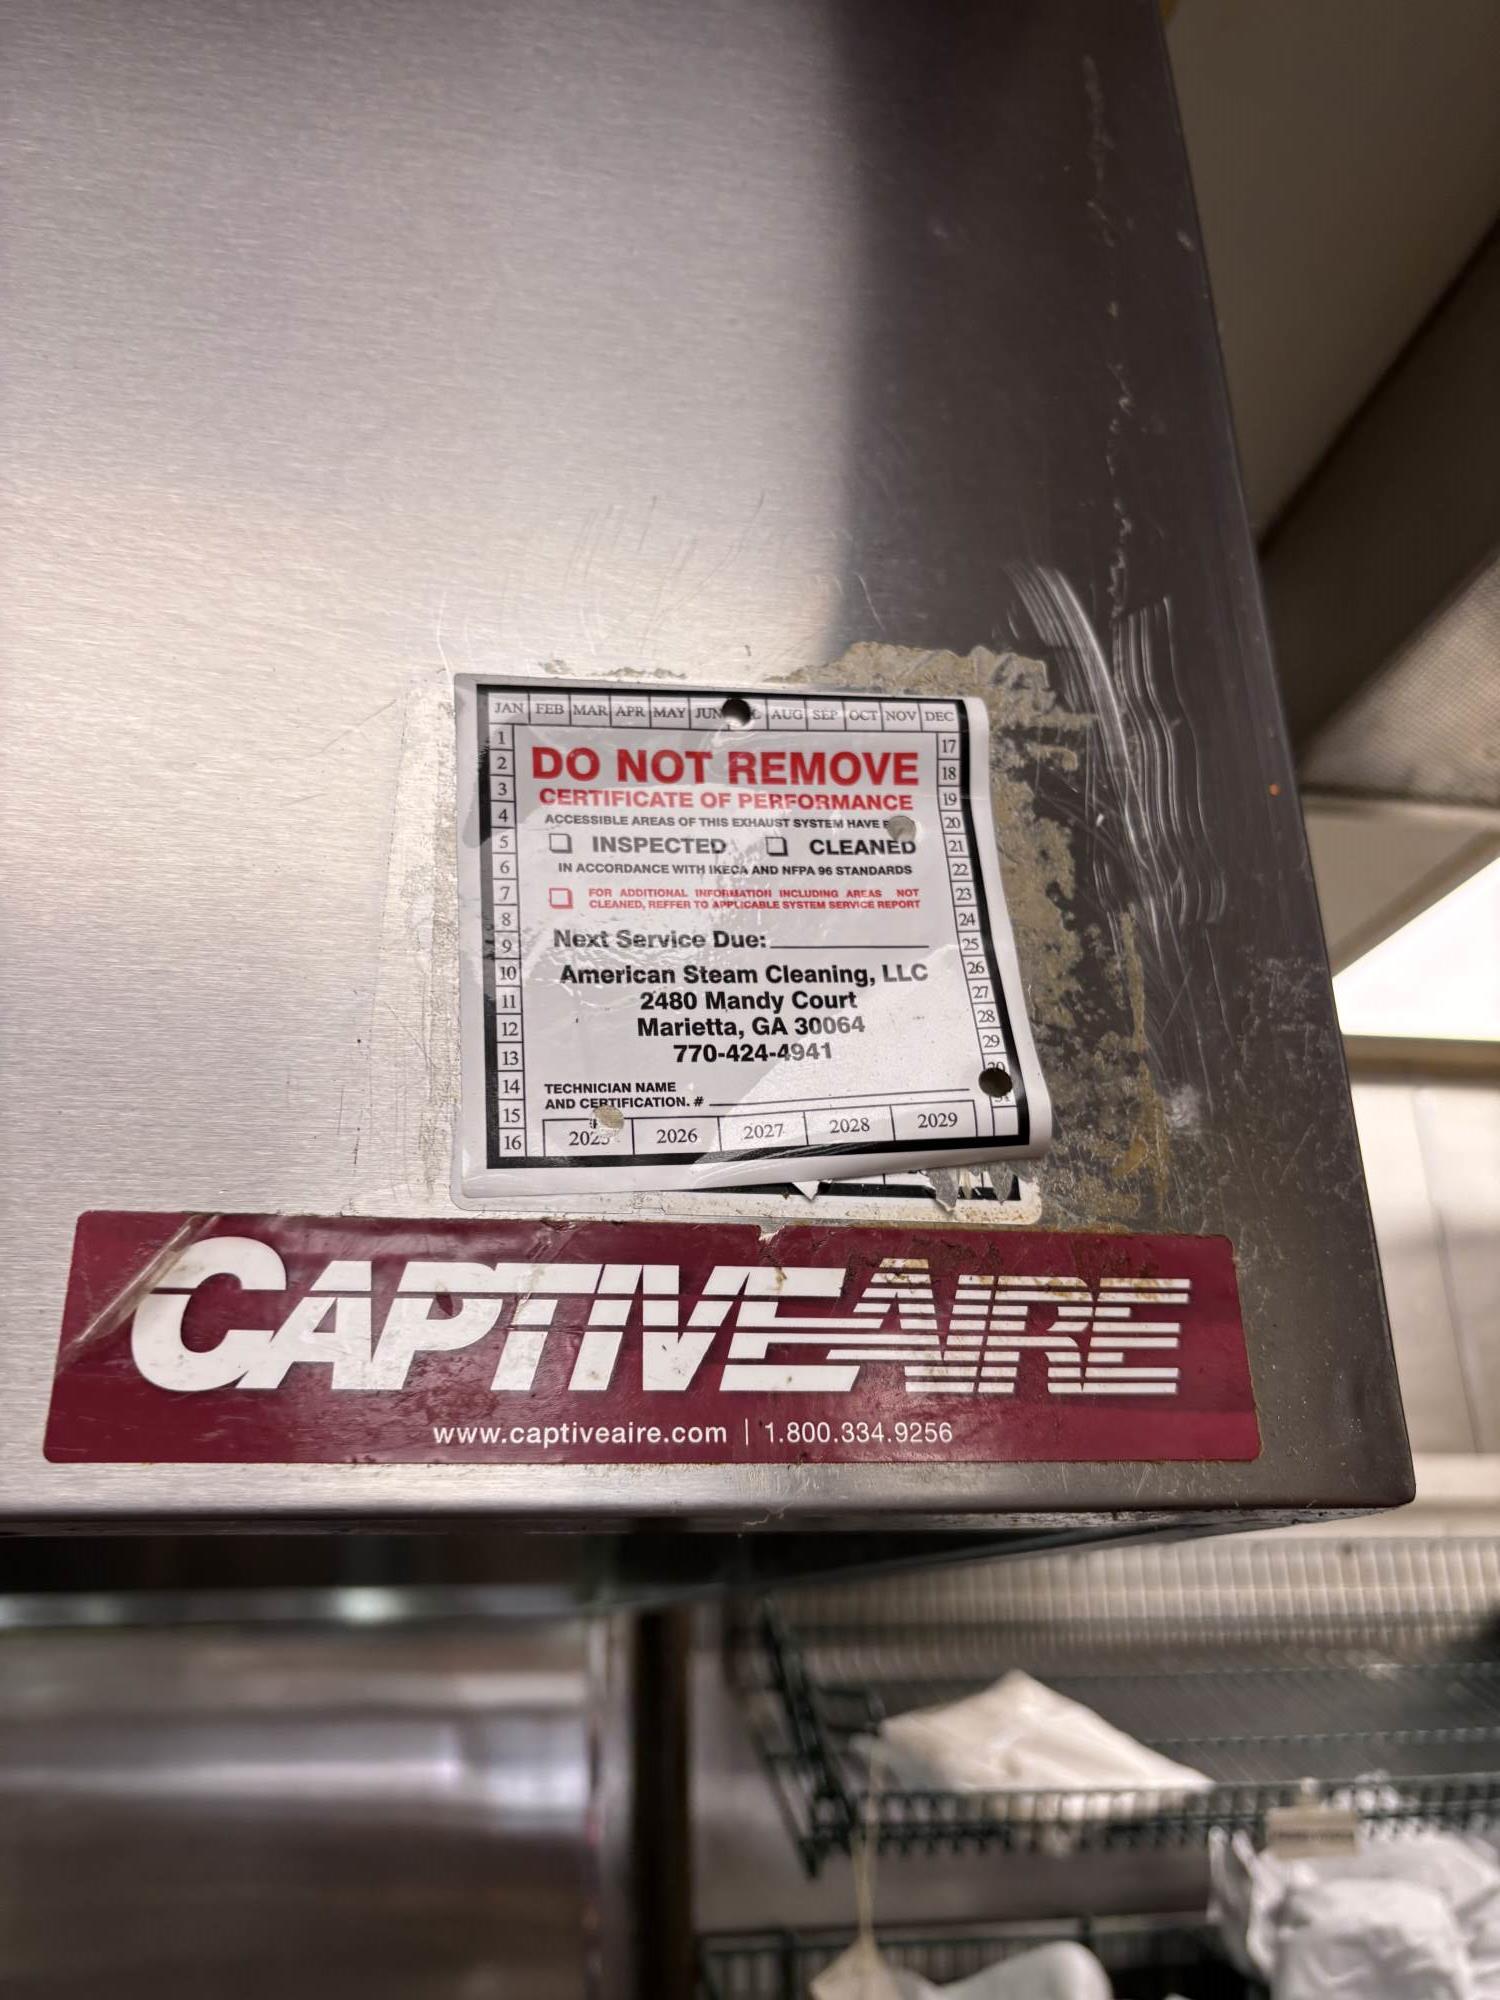 JAN FEB MAR APR MAY JUN AUG SEP OCT NOV DEC
1
2
3
4
5
6
7
8
9
10
11
12
13
14
15
16
17
18
19
20
21
22
23
24
25
26
27
28
29
DO NOT REMOVE
CERTIFICATE OF PERFORMANCE
ACCESSIBLE AREAS OF THIS EXHAUST SYSTEM HAVE
INSPECTED CLEANED
IN ACCORDANCE WITH IKECA AND NFPA 96 STANDARDS
FOR ADDITIONAL INFORMATION INCLUDING AREAS NOT
CLEANED, REFFER TO APPLICABLE SYSTEM SERVICE REPORT
Next Service Due:
American Steam Cleaning, LLC
2480 Mandy Court
Marietta, GA 30064
770-424-4941
TECHNICIAN NAME
AND CERTIFICATION. #
2025 2026 2027 2028 2029
CAPTIVEAIRE
www.captiveaire.com | 1.800.334.9256